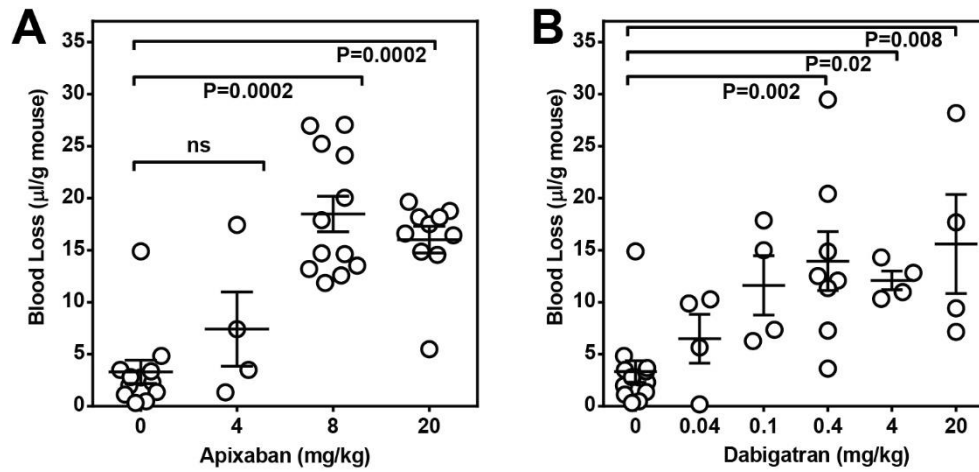 A
Blood Loss (µl/g mouse)
35
30
25
20
15
10
5
0
P=0.0002
P=0.0002
ns
0 4 8 20
Apixaban (mg/kg)
B
Blood Loss (µl/g mouse)
35
30
25
20
15
10
5
0
P=0.008
P=0.02
P=0.002
0 0.04 0.1 0.4 4 20
Dabigatran (mg/kg)